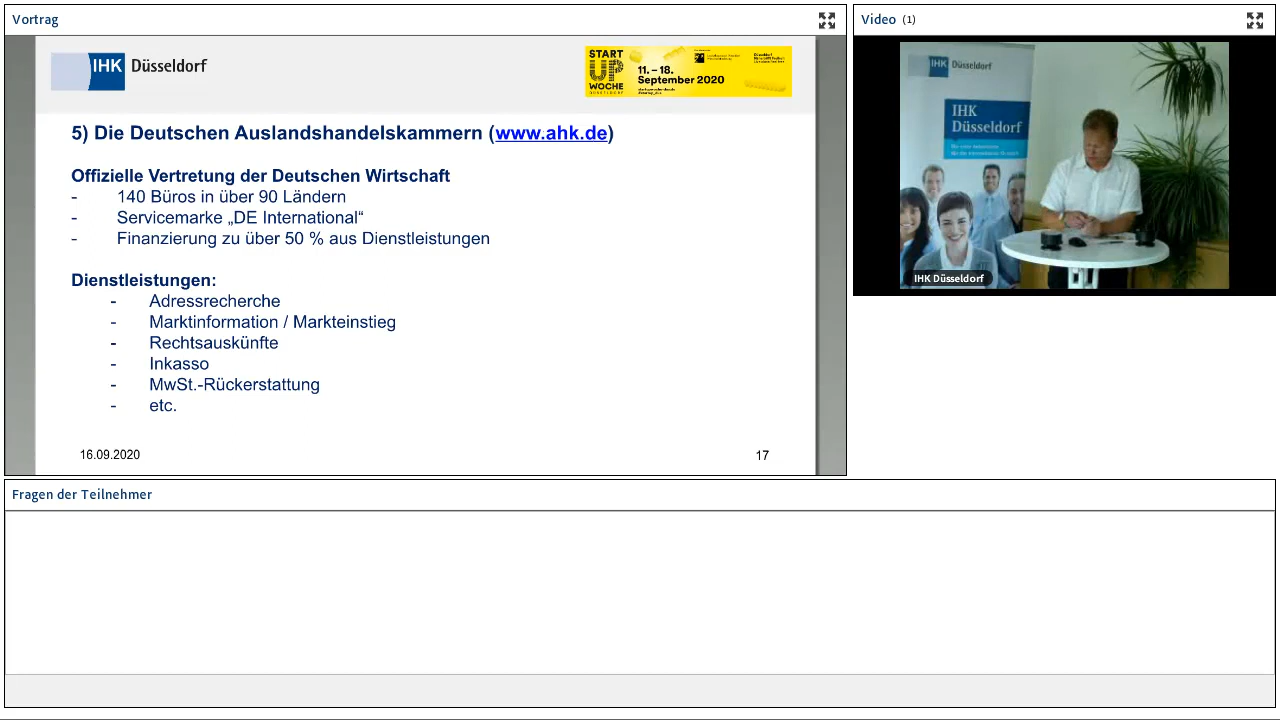 Vortrag
IHK Düsseldorf
START
UP
WOCHE
DÜSSELDORF
11. – 18.
September 2020
5) Die Deutschen Auslandshandelskammern (www.ahk.de)
Offizielle Vertretung der Deutschen Wirtschaft
- 140 Büros in über 90 Ländern
- Servicemarke „DE International“
- Finanzierung zu über 50 % aus Dienstleistungen
Dienstleistungen:
- Adressrecherche
- Marktinformation / Markteinstieg
- Rechtsauskünfte
- Inkasso
- MwSt.-Rückerstattung
- etc.
16.09.2020
17
Video (1)
IHK Düsseldorf
IHK
Düsseldorf
IHK Düsseldorf
Fragen der Teilnehmer